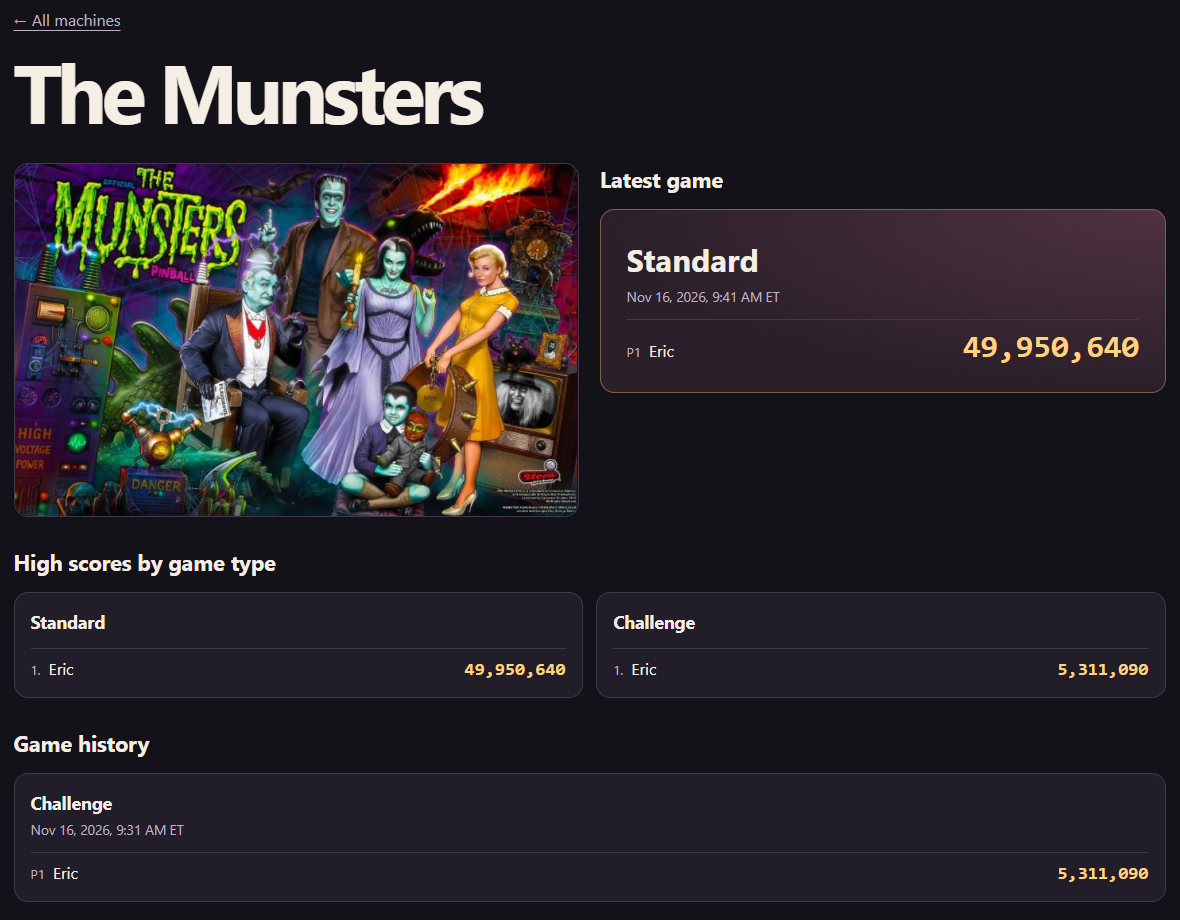 ← All machines
The Munsters
OFFICIAL
THE
MUNSTERS
PINBALL
HIGH
VOLTAGE
POWER
DANGER
SPOT
Stern
Latest game
Standard
Nov 16, 2026, 9:41 AM ET
P1 Eric 49,950,640
High scores by game type
Standard
1. Eric 49,950,640
Challenge
1. Eric 5,311,090
Game history
Challenge
Nov 16, 2026, 9:31 AM ET
P1 Eric 5,311,090